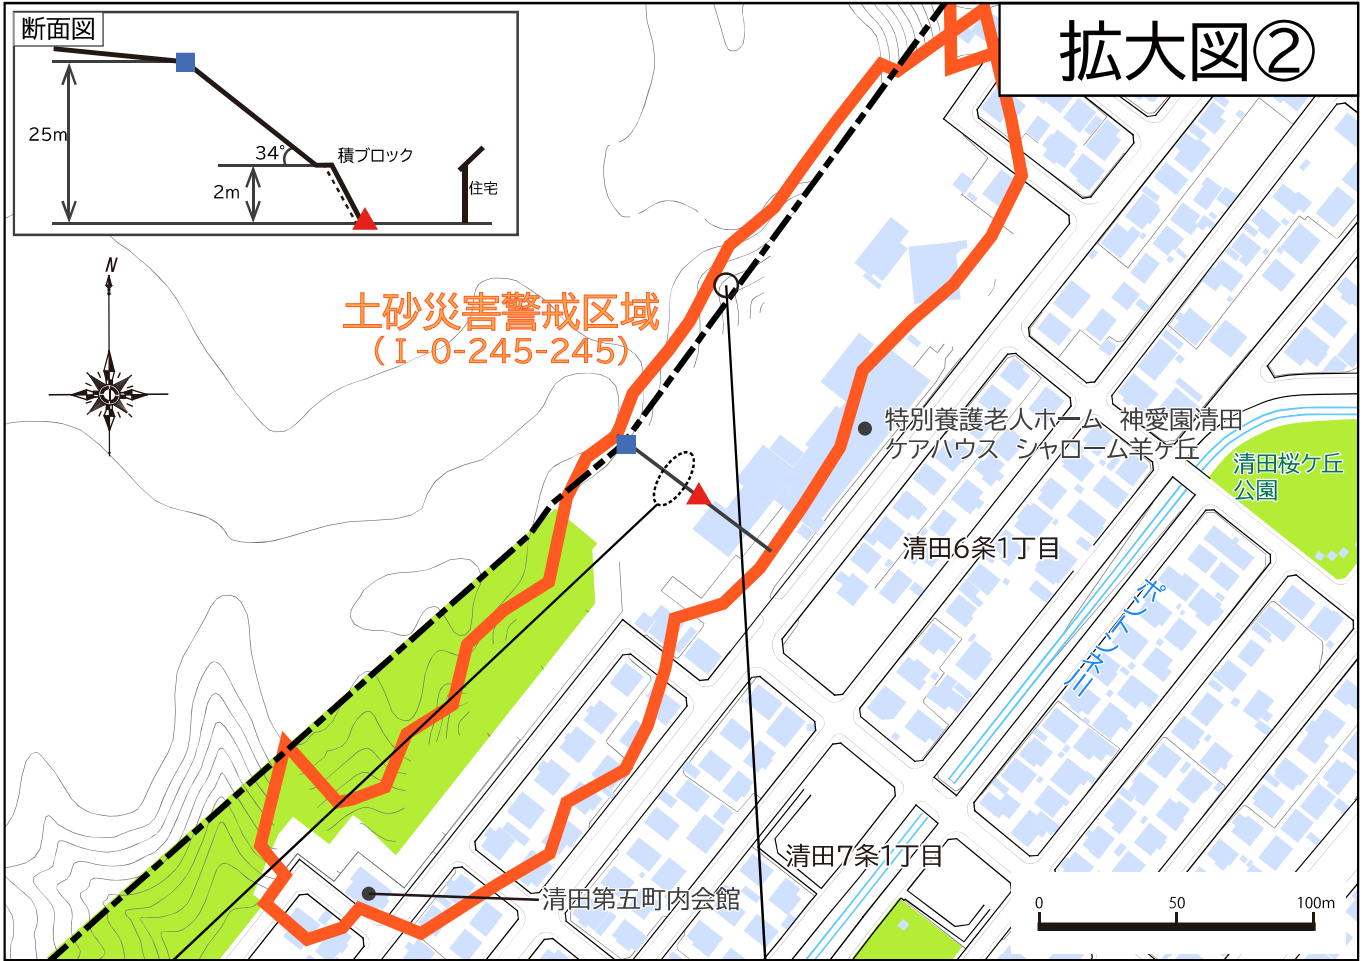 断面図
拡大図②
25m
34°
積ブロック
2m
住宅
N
土砂災害警戒区域
（Ⅰ-0-245-245）
特別養護老人ホーム　神愛園清田
ケアハウス　シャローム羊ケ丘
清田桜ケ丘
公園
清田6条1丁目
ポントンネ川
清田7条1丁目
清田第五町内会館
0
50
100m